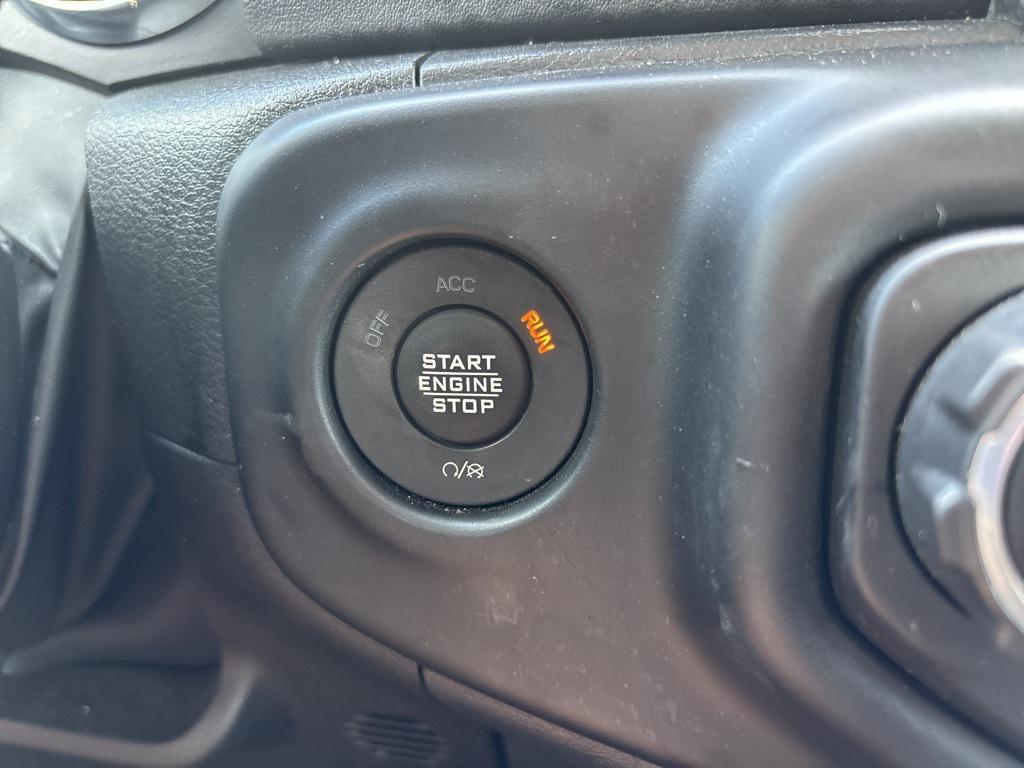 OFF
ACC
RUN
START
ENGINE
STOP